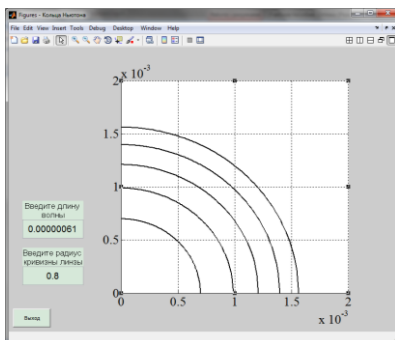 Figures - Кольца Ньютона
File Edit View Insert Tools Debug Desktop Window Help
x 10⁻³
2
1.5
1
0.5
0
0 0.5 1 1.5 2
x 10⁻³
Введите длину
волны
0.00000061
Введите радиус
кривизны линзы
0.8
Выход